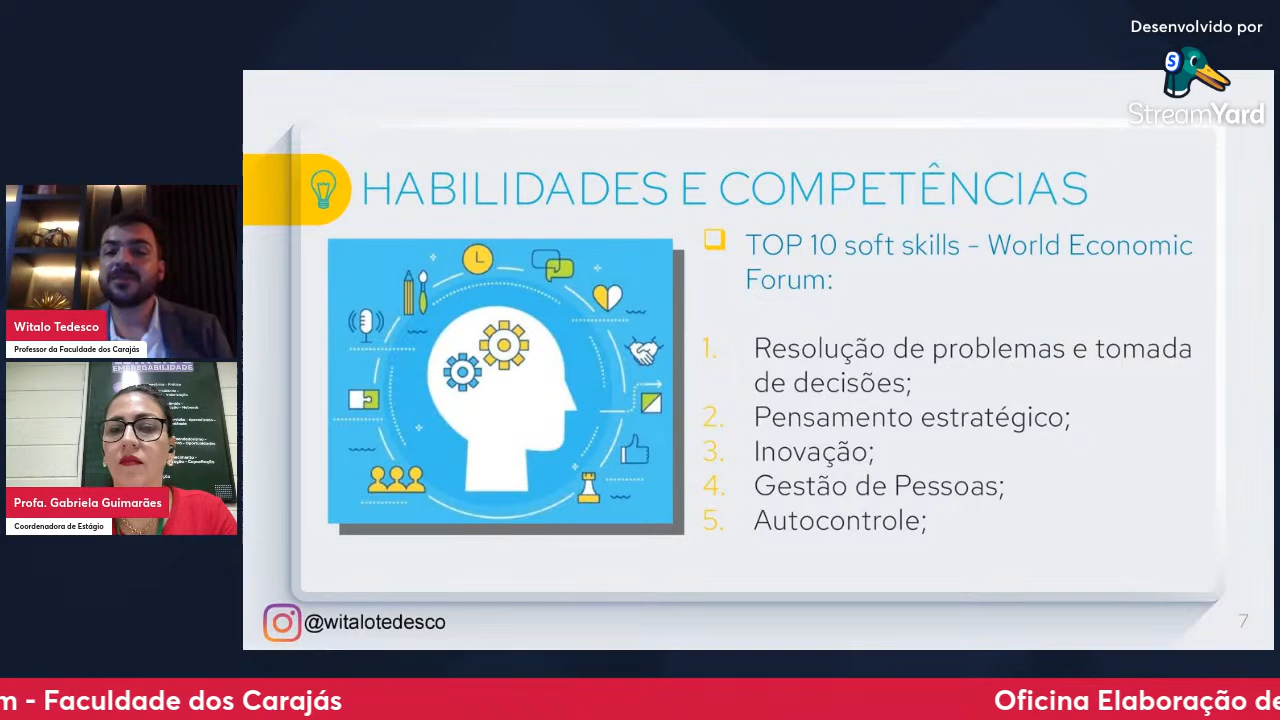 Desenvolvido por
StreamYard
HABILIDADES E COMPETÊNCIAS
TOP 10 soft skills - World Economic
Forum:
1. Resolução de problemas e tomada
de decisões;
2. Pensamento estratégico;
3. Inovação;
4. Gestão de Pessoas;
5. Autocontrole;
Witalo Tedesco
Professor da Faculdade dos Carajás
EMPREGABILIDADE
Profa. Gabriela Guimarães
Coordenadora de Estágio
@witalotedesco
7
m - Faculdade dos Carajás
Oficina Elaboração de